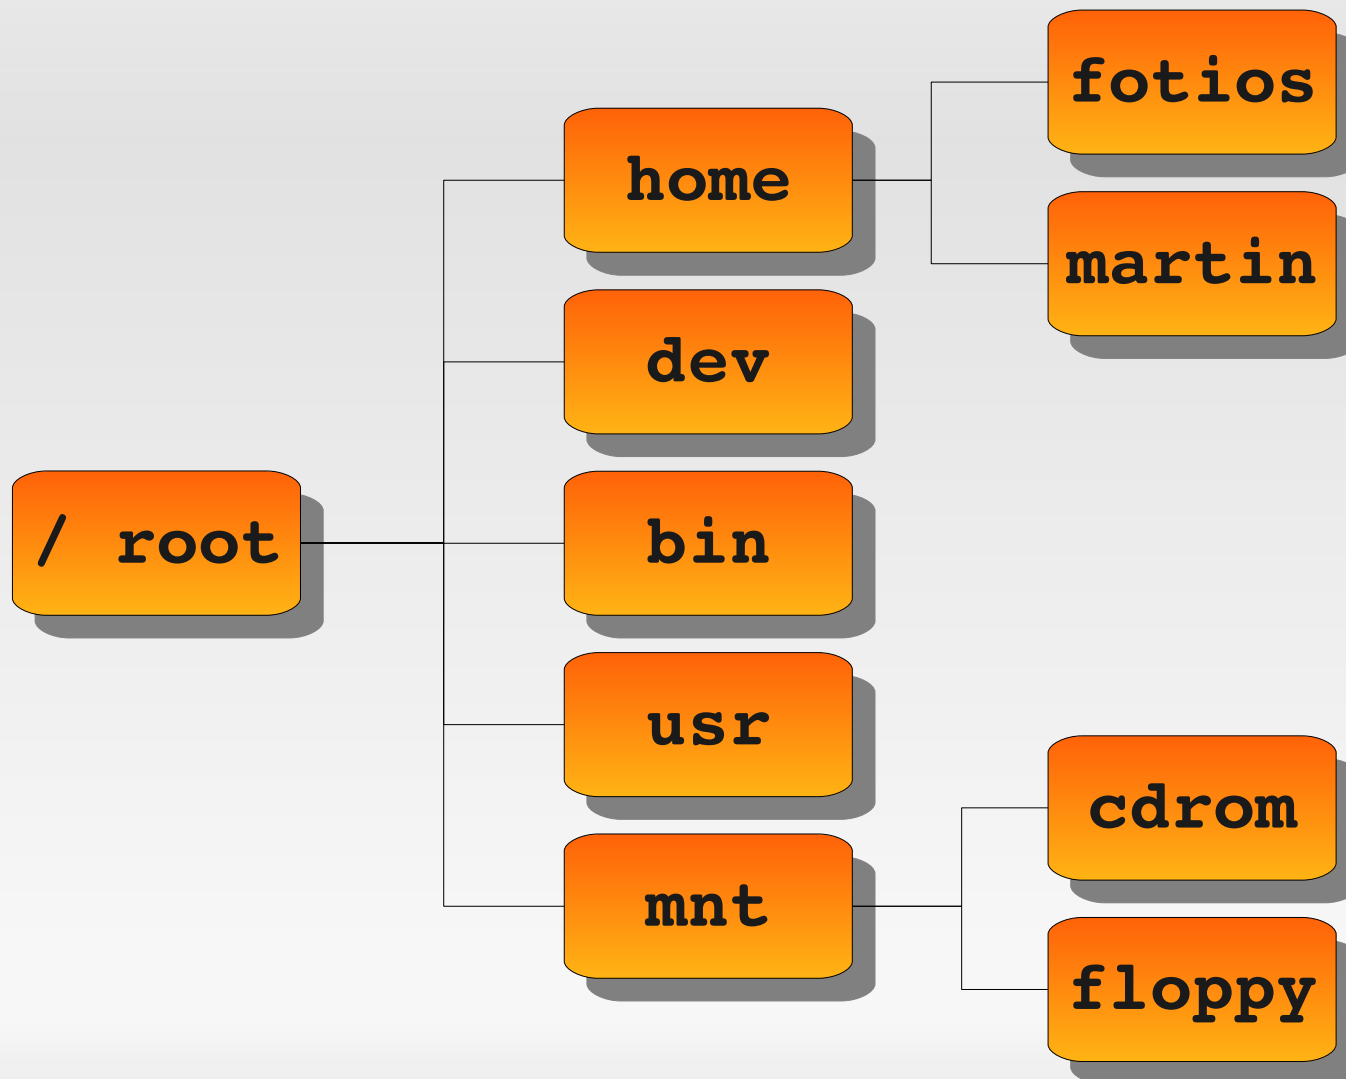 / root
home
dev
bin
usr
mnt
fotios
martin
cdrom
floppy